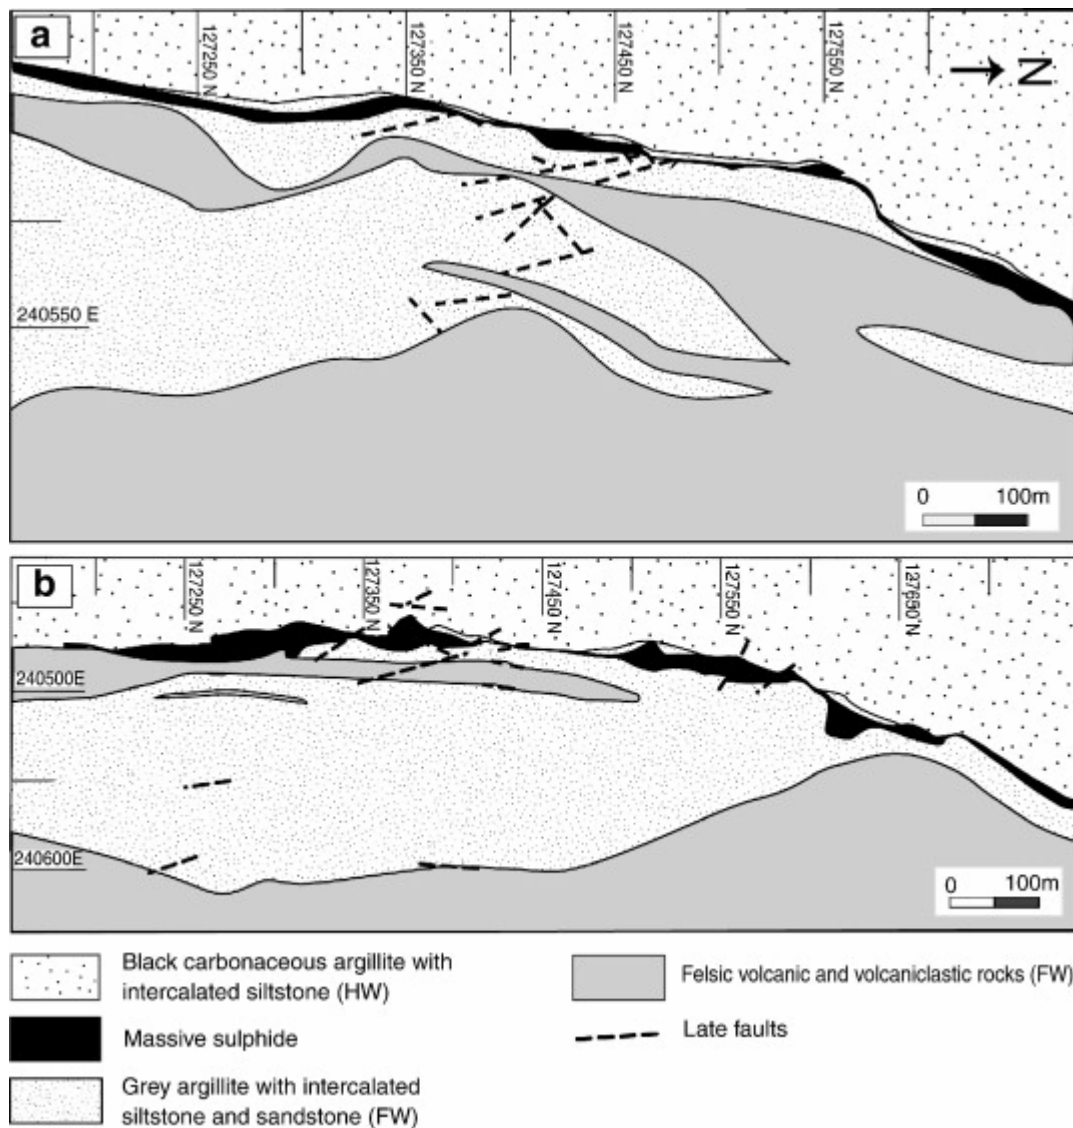 a
127250 N
127350 N
127450 N
127550 N
N
240550 E
0 100m
b
127250 N
127350 N
127450 N
127550 N
127650 N
240500E
240600E
0 100m
Black carbonaceous argillite with
intercalated siltstone (HW)
Massive sulphide
Grey argillite with intercalated
siltstone and sandstone (FW)
Felsic volcanic and volcaniclastic rocks (FW)
Late faults